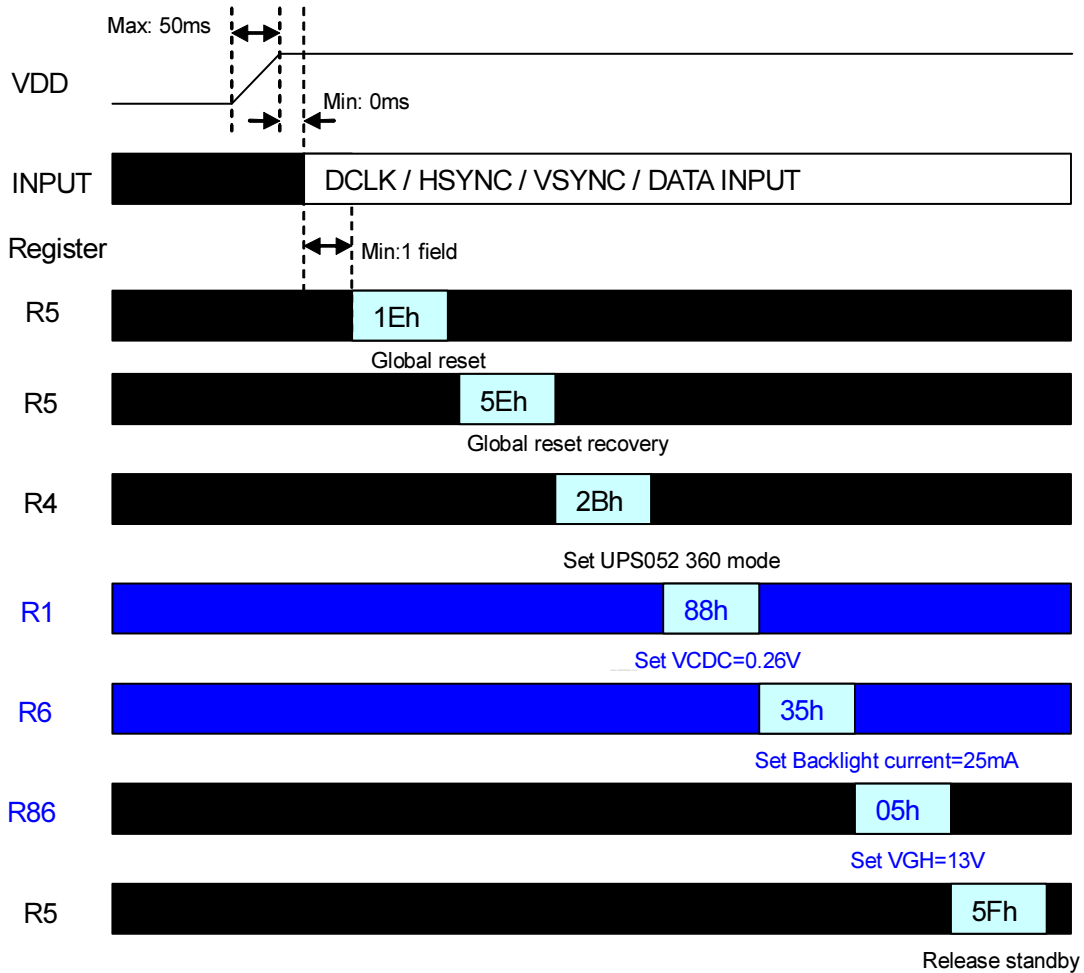 Max: 50ms
VDD
Min: 0ms
INPUT
DCLK / HSYNC / VSYNC / DATA INPUT
Register
Min:1 field
R5
1Eh
Global reset
R5
5Eh
Global reset recovery
R4
2Bh
Set UPS052 360 mode
R1
88h
Set VCDC=0.26V
R6
35h
Set Backlight current=25mA
R86
05h
Set VGH=13V
R5
5Fh
Release standby